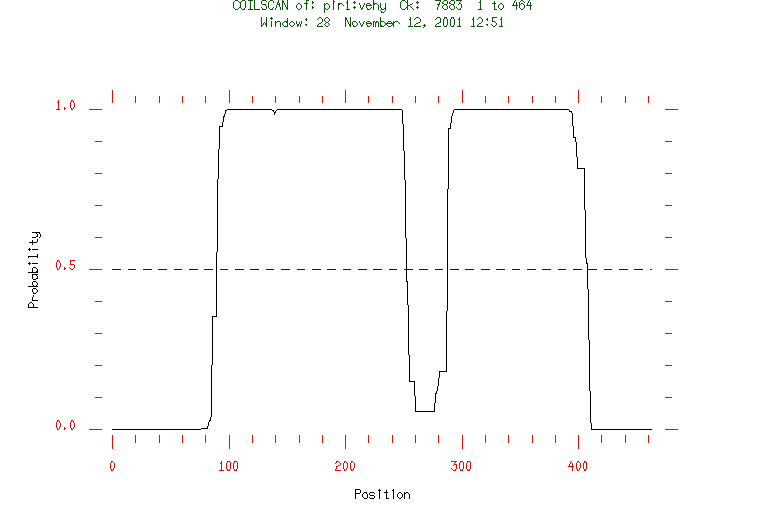 COILSCAN of: pir1:vehy  Ck:  7883  1 to 464
Window: 28  November 12, 2001 12:51
1.0
0.5
0.0
Probability
0 100 200 300 400
Position